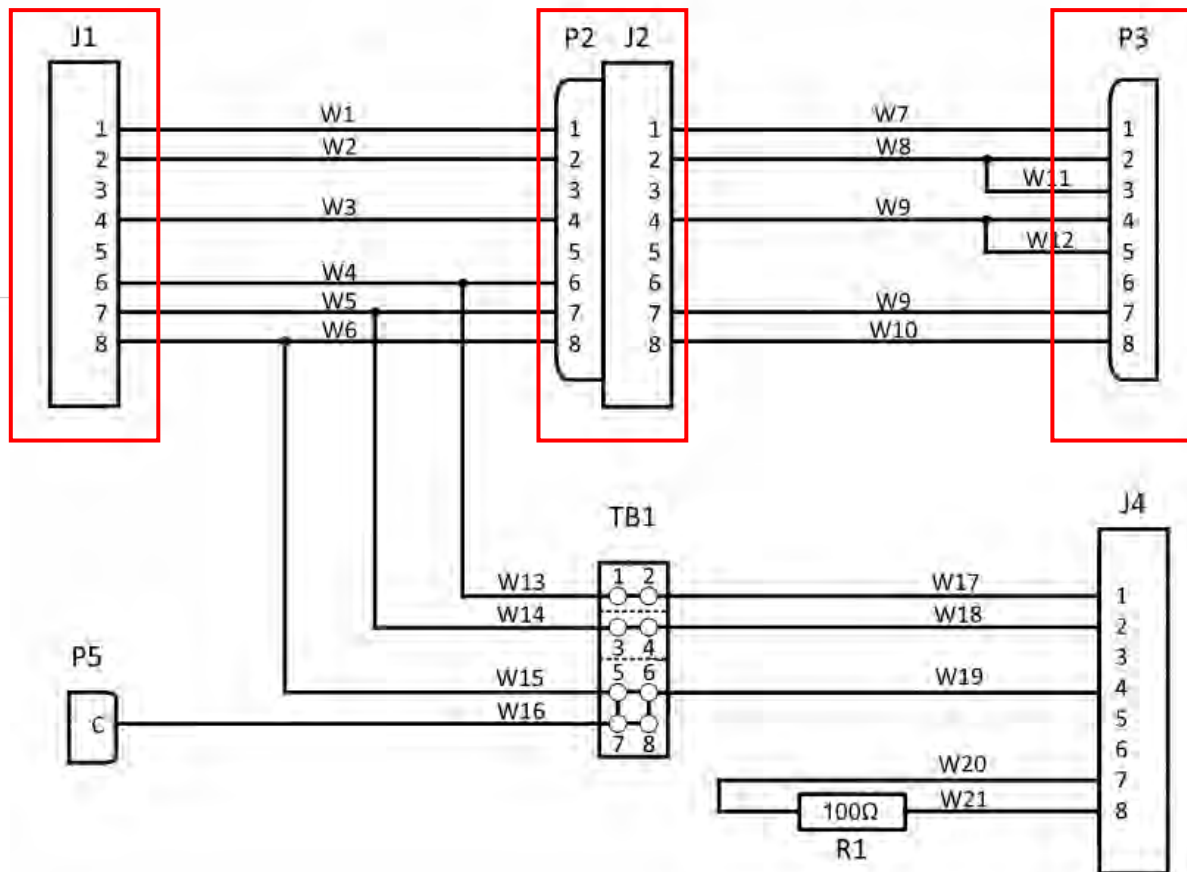 J1 P2 J2 P3
W1 W7
1 1 1 1
W2 W8
2 2 2 2
W11
3 3 3 3
W3 W9
4 4 4 4
W12
5 5 5 5
W4
6 6 6 6
W5 W9
7 7 7 7
W6 W10
8 8 8 8
TB1 J4
W13 1 2 W17 1
W14 W18 2
3 4 3
P5
W15 5 6 W19 4
C W16 5
7 8 6
W20 7
100Ω W21 8
R1